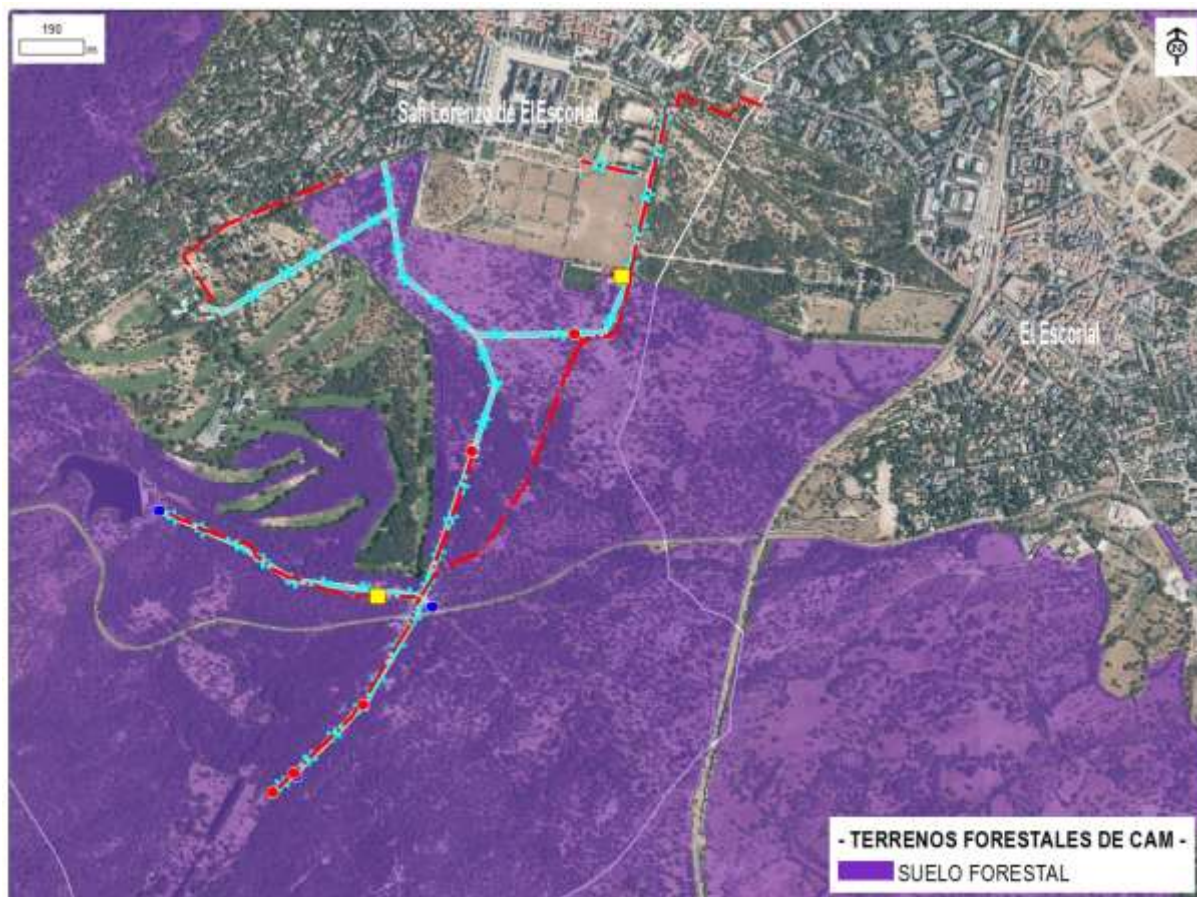 190
m
N
San Lorenzo de El Escorial
El Escorial
- TERRENOS FORESTALES DE CAM -
SUELO FORESTAL